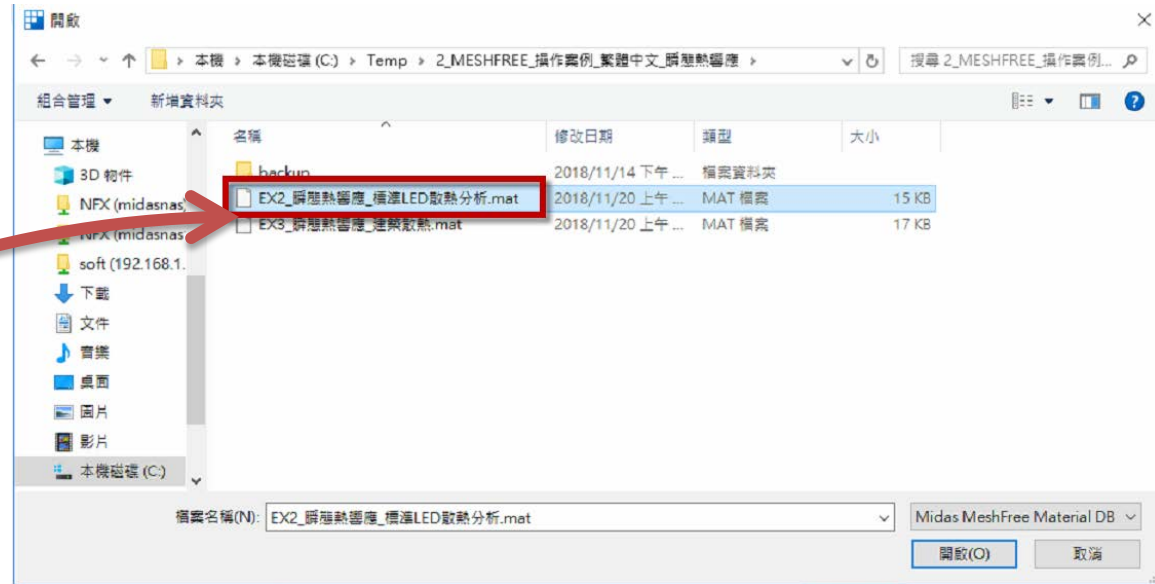 開啟
本機 › 本機磁碟 (C:) › Temp › 2_MESHFREE_操作案例_繁體中文_瞬態熱響應 ›
搜尋 2_MESHFREE_操作案例...
組合管理 新增資料夾
名稱 修改日期 類型 大小
backup 2018/11/14 下午 ... 檔案資料夾
EX2_瞬態熱響應_標準LED散熱分析.mat 2018/11/20 上午 ... MAT 檔案 15 KB
EX3_瞬態熱響應_建築散熱.mat 2018/11/20 上午 ... MAT 檔案 17 KB
本機
3D 物件
NFX (midasnas)
NFX (midasnas
soft (192.168.1.
下載
文件
音樂
桌面
圖片
影片
本機磁碟 (C:)
檔案名稱(N): EX2_瞬態熱響應_標準LED散熱分析.mat
Midas MeshFree Material DB
開啟(O) 取消